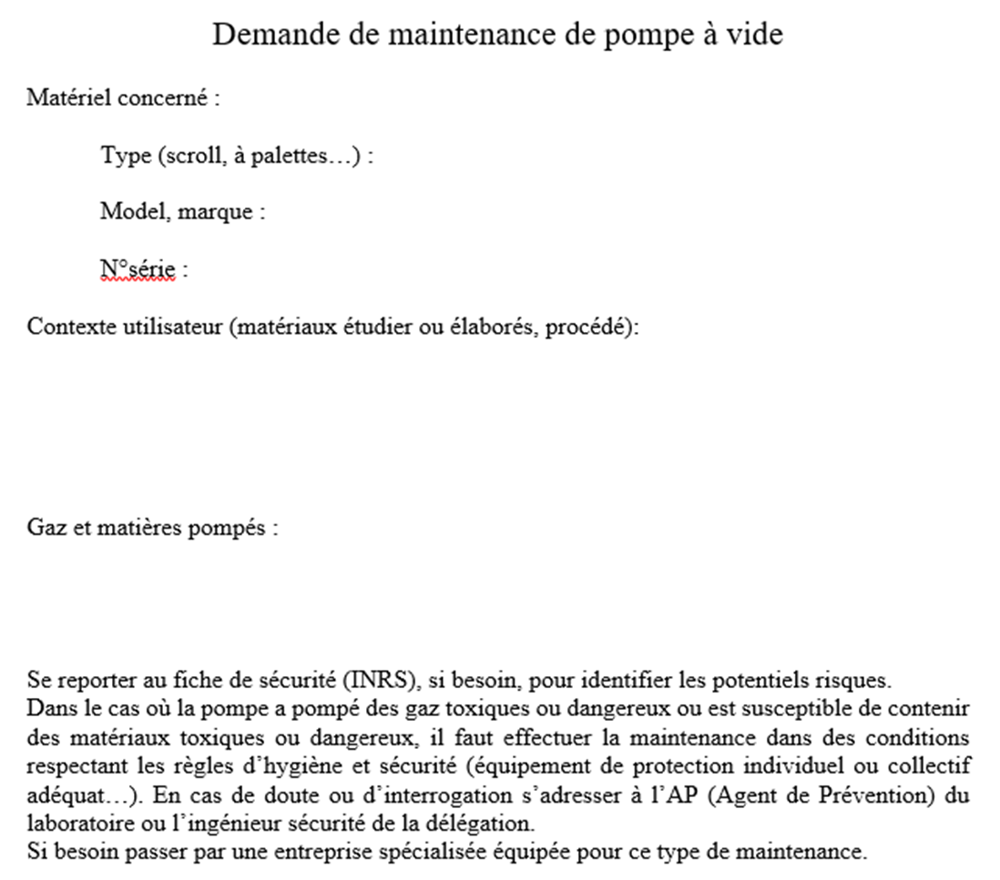 Demande de maintenance de pompe à vide
Matériel concerné :
Type (scroll, à palettes…) :
Model, marque :
N°série :
Contexte utilisateur (matériaux étudier ou élaborés, procédé):
Gaz et matières pompés :
Se reporter au fiche de sécurité (INRS), si besoin, pour identifier les potentiels risques.
Dans le cas où la pompe a pompé des gaz toxiques ou dangereux ou est susceptible de contenir
des matériaux toxiques ou dangereux, il faut effectuer la maintenance dans des conditions
respectant les règles d’hygiène et sécurité (équipement de protection individuel ou collectif
adéquat…). En cas de doute ou d’interrogation s’adresser à l’AP (Agent de Prévention) du
laboratoire ou l’ingénieur sécurité de la délégation.
Si besoin passer par une entreprise spécialisée équipée pour ce type de maintenance.